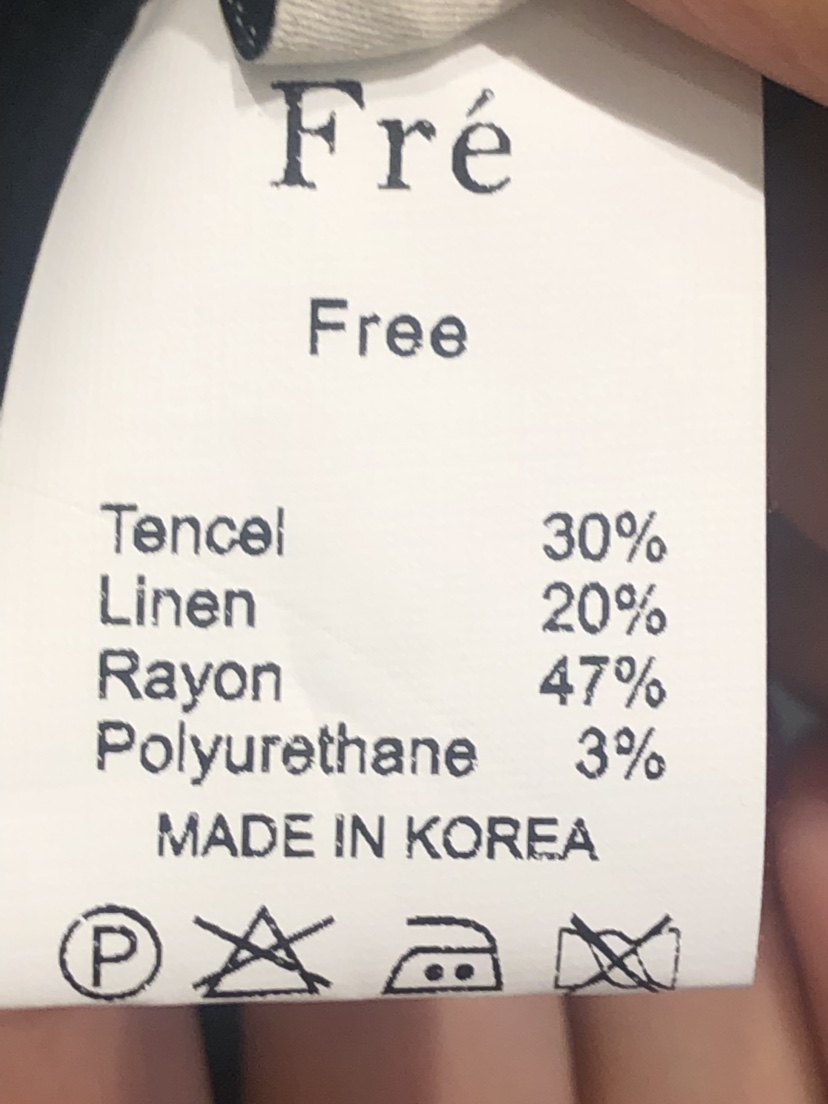 Fré
Free
Tencel 30%
Linen 20%
Rayon 47%
Polyurethane 3%
MADE IN KOREA
P